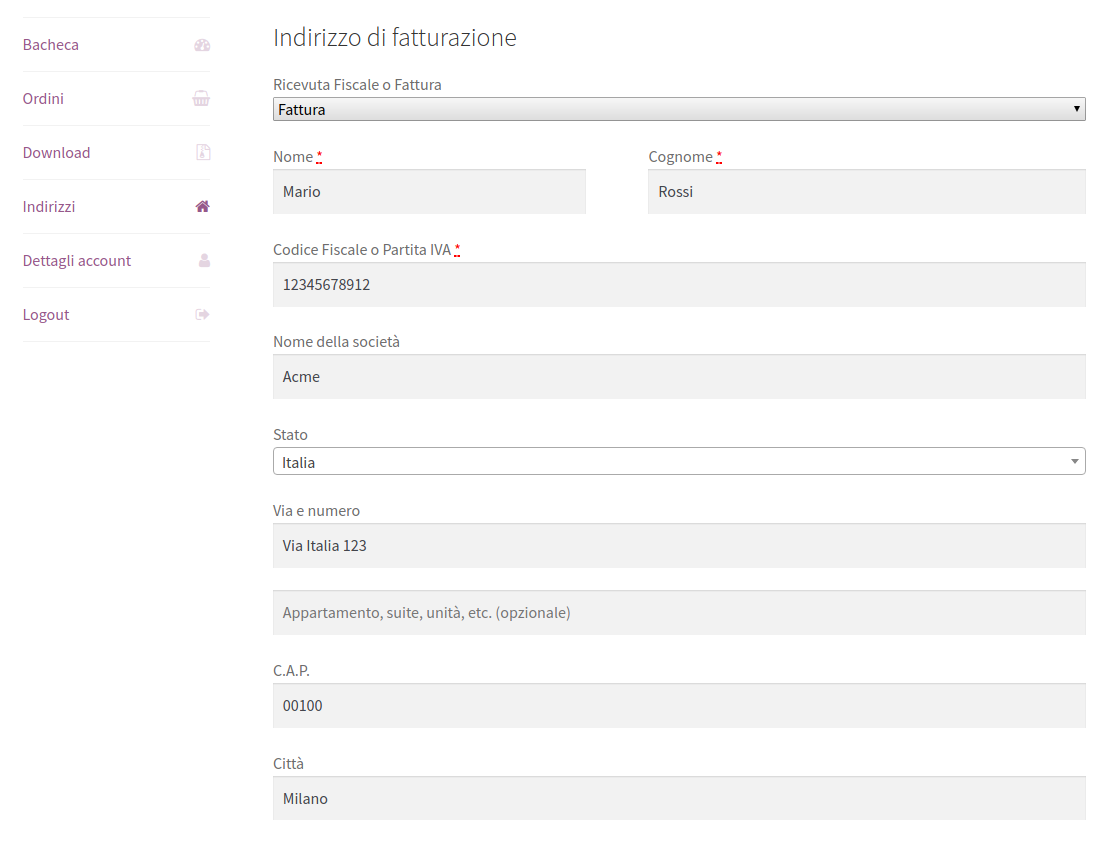 Bacheca
Ordini
Download
Indirizzi
Dettagli account
Logout
Indirizzo di fatturazione
Ricevuta Fiscale o Fattura
Fattura
Nome * Cognome *
Mario Rossi
Codice Fiscale o Partita IVA *
12345678912
Nome della società
Acme
Stato
Italia
Via e numero
Via Italia 123
Appartamento, suite, unità, etc. (opzionale)
C.A.P.
00100
Città
Milano